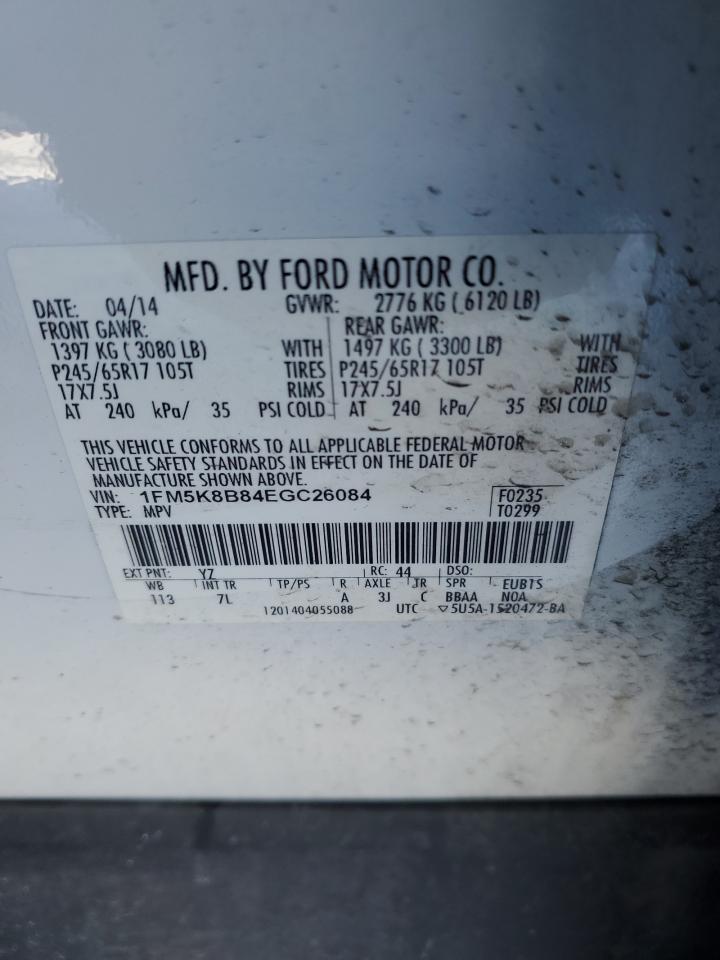 MFD. BY FORD MOTOR CO.
DATE: 04/14 GVWR: 2776 KG ( 6120 LB)
FRONT GAWR: REAR GAWR:
1397 KG ( 3080 LB) WITH 1497 KG ( 3300 LB) WITH
P245/65R17 105T TIRES P245/65R17 105T TIRES
17X7.5J RIMS 17X7.5J RIMS
AT 240 kPa/ 35 PSI COLD AT 240 kPa/ 35 PSI COLD
THIS VEHICLE CONFORMS TO ALL APPLICABLE FEDERAL MOTOR
VEHICLE SAFETY STANDARDS IN EFFECT ON THE DATE OF
MANUFACTURE SHOWN ABOVE.
VIN: 1FM5K8B84EGC26084 F0235
TYPE: MPV T0299
EXT PNT: YZ RC: 44 DSO:
WB INT TR TP/PS R AXLE TR SPR EUBTS
113 7L A 3J C BBAA NOA
1201404055088 UTC ▽5U5A-1520472-BA